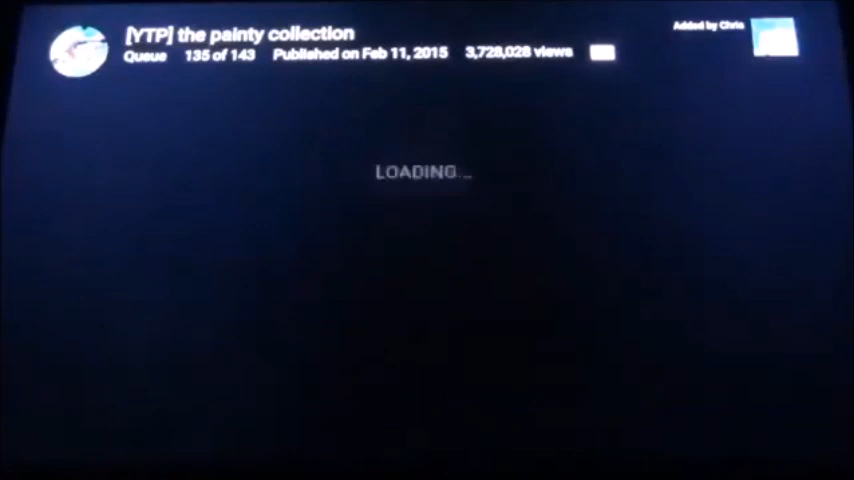 [YTP] the painty collection
Added by Chris
Queue 135 of 143 Published on Feb 11, 2015 3,728,028 views
LOADING...